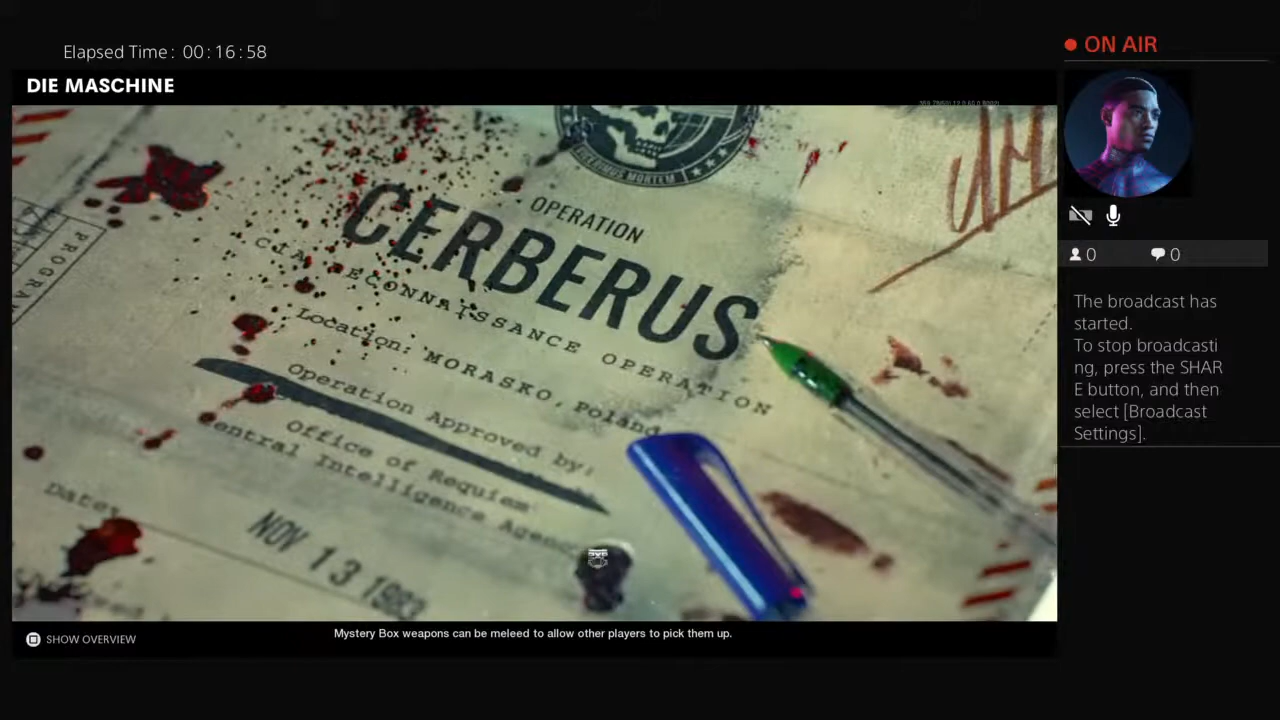 Elapsed Time: 00:16:58
ON AIR
DIE MASCHINE
OPERATION
CERBERUS
CIA RECONNAISSANCE OPERATION
Location: MORASKO, Poland
Operation Approved by:
Office of Requiem
Central Intelligence Agency
Date:
NOV 13 1983
PROGRA
MORTEM
0
0
The broadcast has
started.
To stop broadcasti
ng, press the SHAR
E button, and then
select [Broadcast
Settings].
SHOW OVERVIEW
Mystery Box weapons can be meleed to allow other players to pick them up.